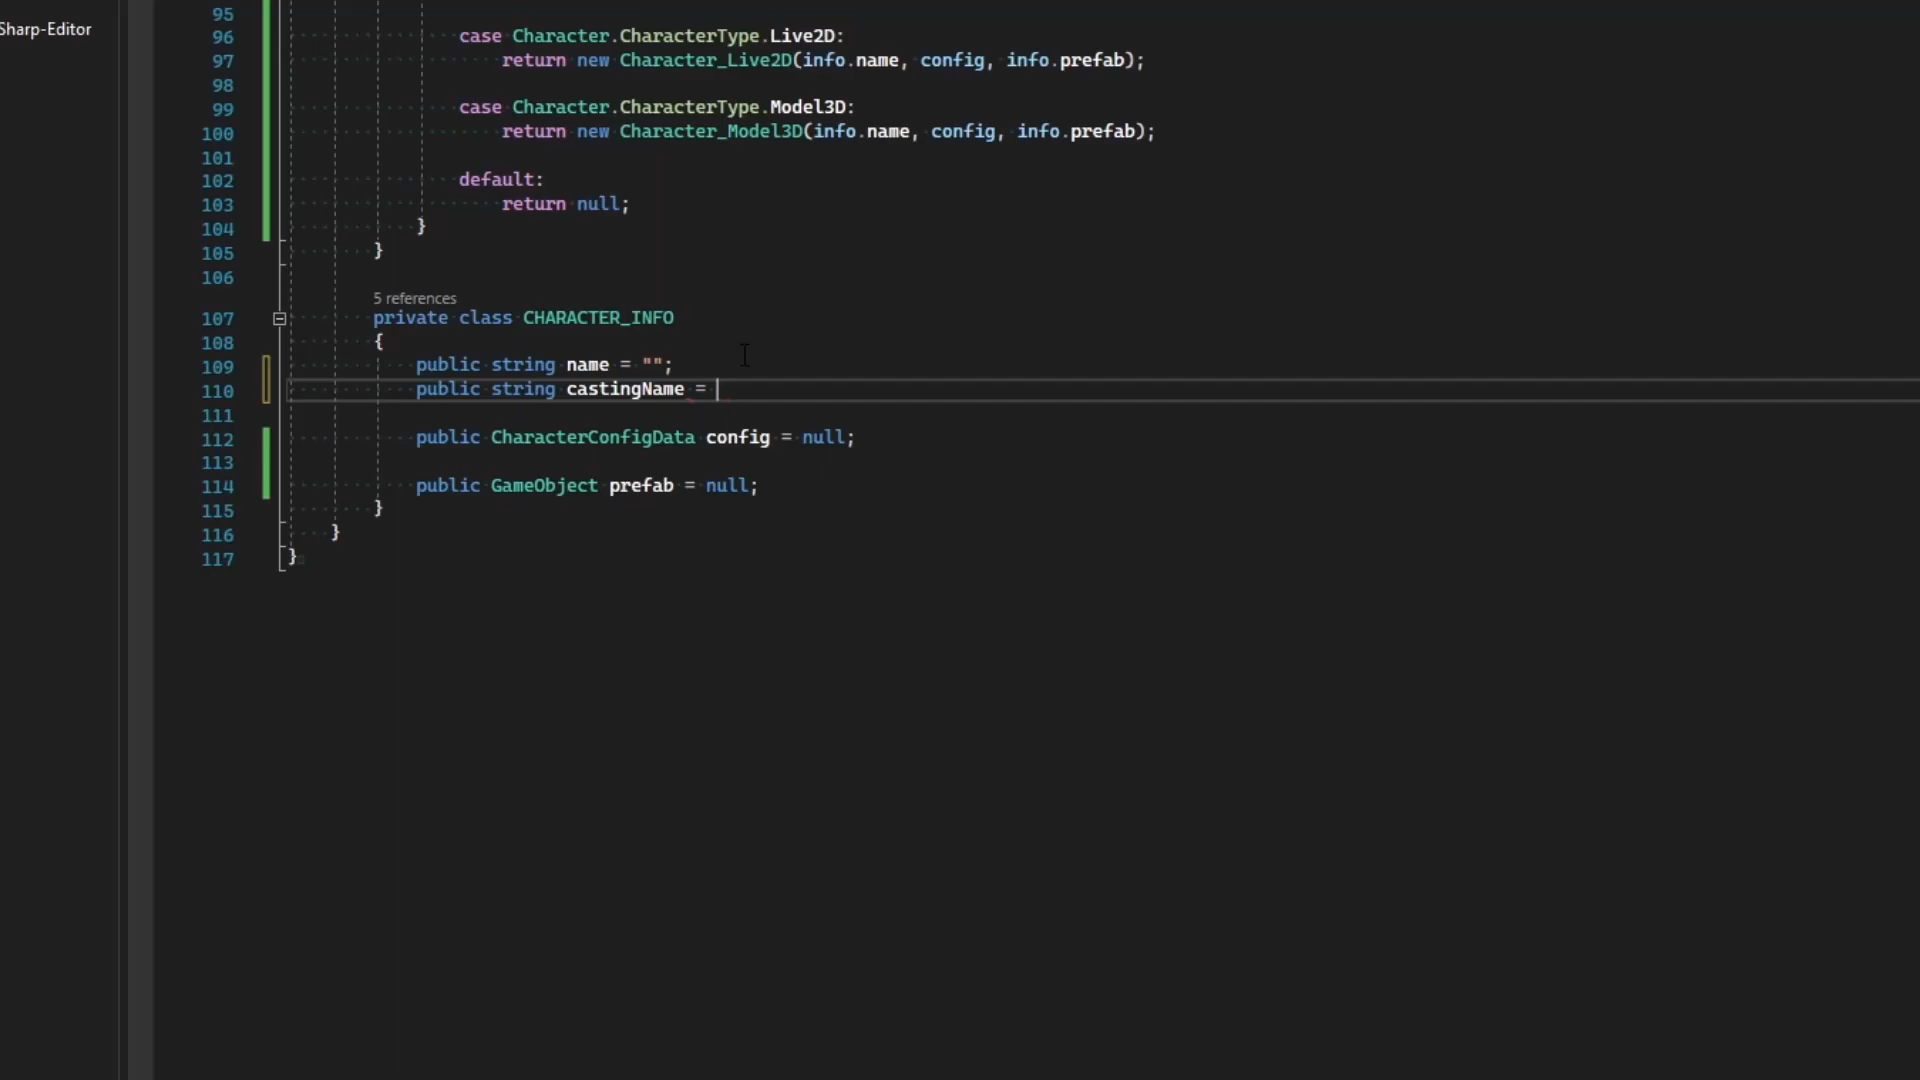 Sharp-Editor
95
96 case Character.CharacterType.Live2D:
97 return new Character_Live2D(info.name, config, info.prefab);
98
99 case Character.CharacterType.Model3D:
100 return new Character_Model3D(info.name, config, info.prefab);
101
102 default:
103 return null;
104 }
105 }
106
5 references
107 private class CHARACTER_INFO
108 {
109 public string name = "";
110 public string castingName =
111
112 public CharacterConfigData config = null;
113
114 public GameObject prefab = null;
115 }
116 }
117 }